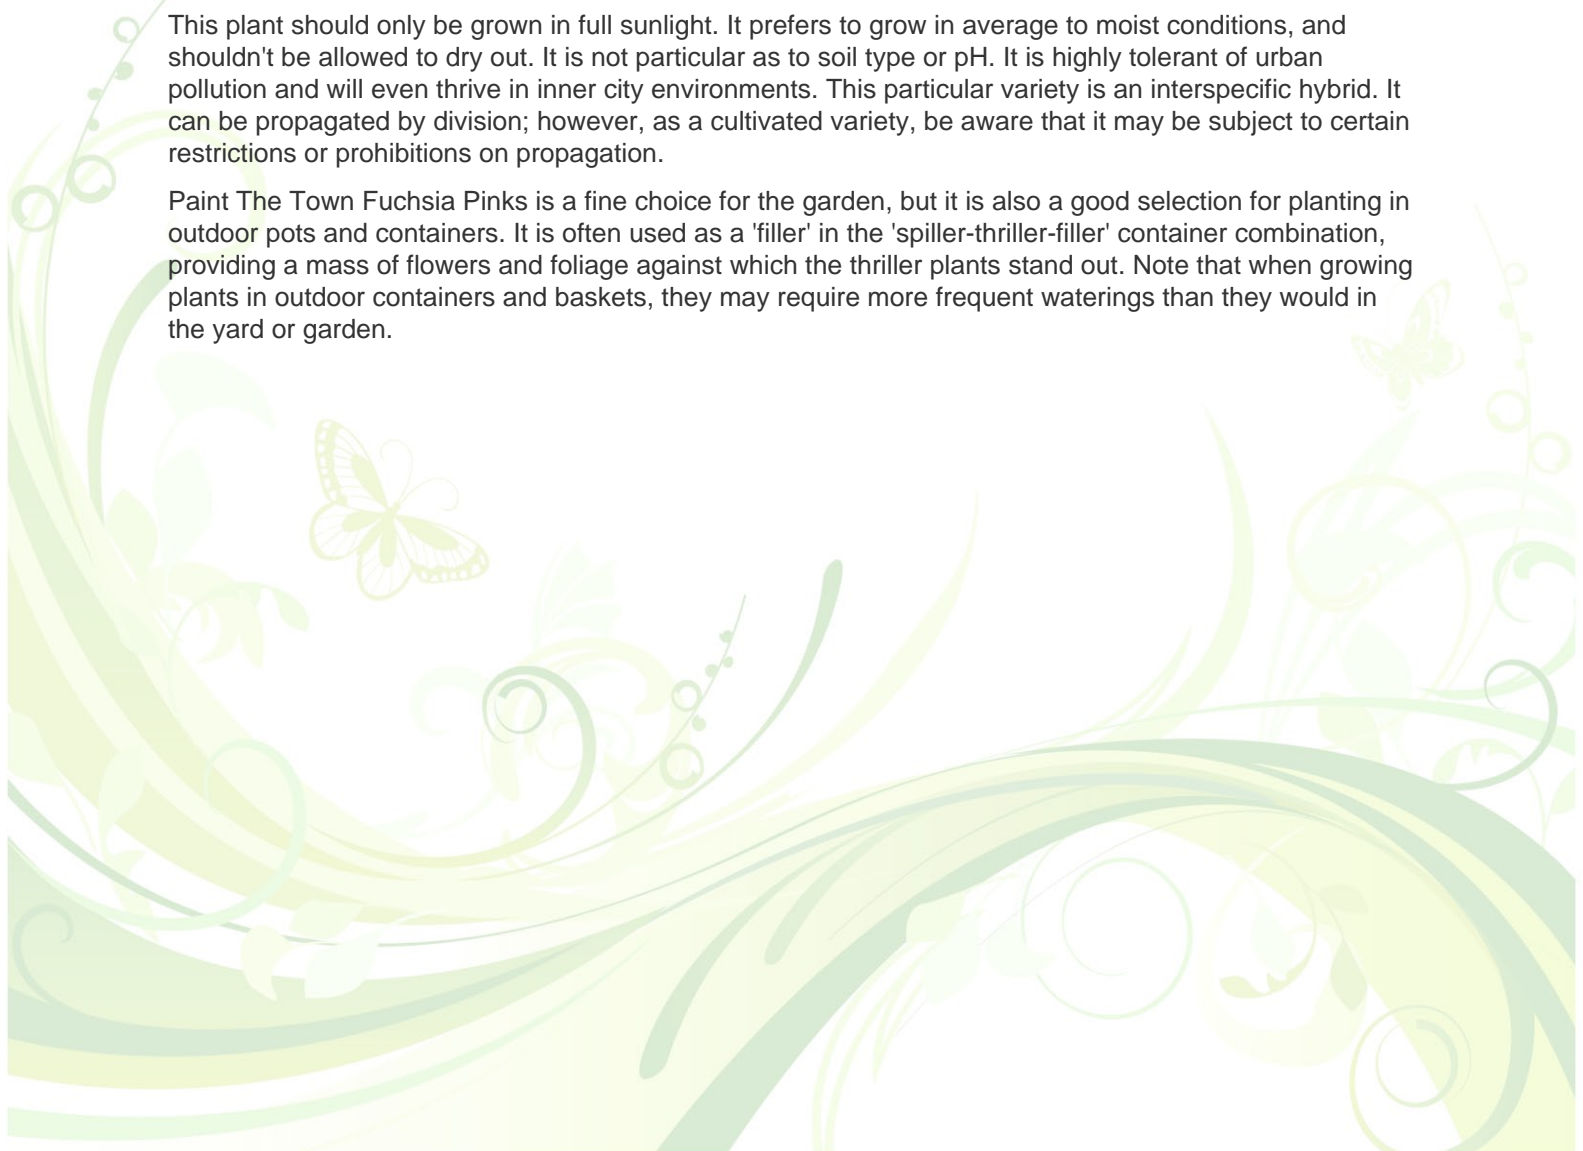 This plant should only be grown in full sunlight. It prefers to grow in average to moist conditions, and
shouldn't be allowed to dry out. It is not particular as to soil type or pH. It is highly tolerant of urban
pollution and will even thrive in inner city environments. This particular variety is an interspecific hybrid. It
can be propagated by division; however, as a cultivated variety, be aware that it may be subject to certain
restrictions or prohibitions on propagation.
Paint The Town Fuchsia Pinks is a fine choice for the garden, but it is also a good selection for planting in
outdoor pots and containers. It is often used as a 'filler' in the 'spiller-thriller-filler' container combination,
providing a mass of flowers and foliage against which the thriller plants stand out. Note that when growing
plants in outdoor containers and baskets, they may require more frequent waterings than they would in
the yard or garden.